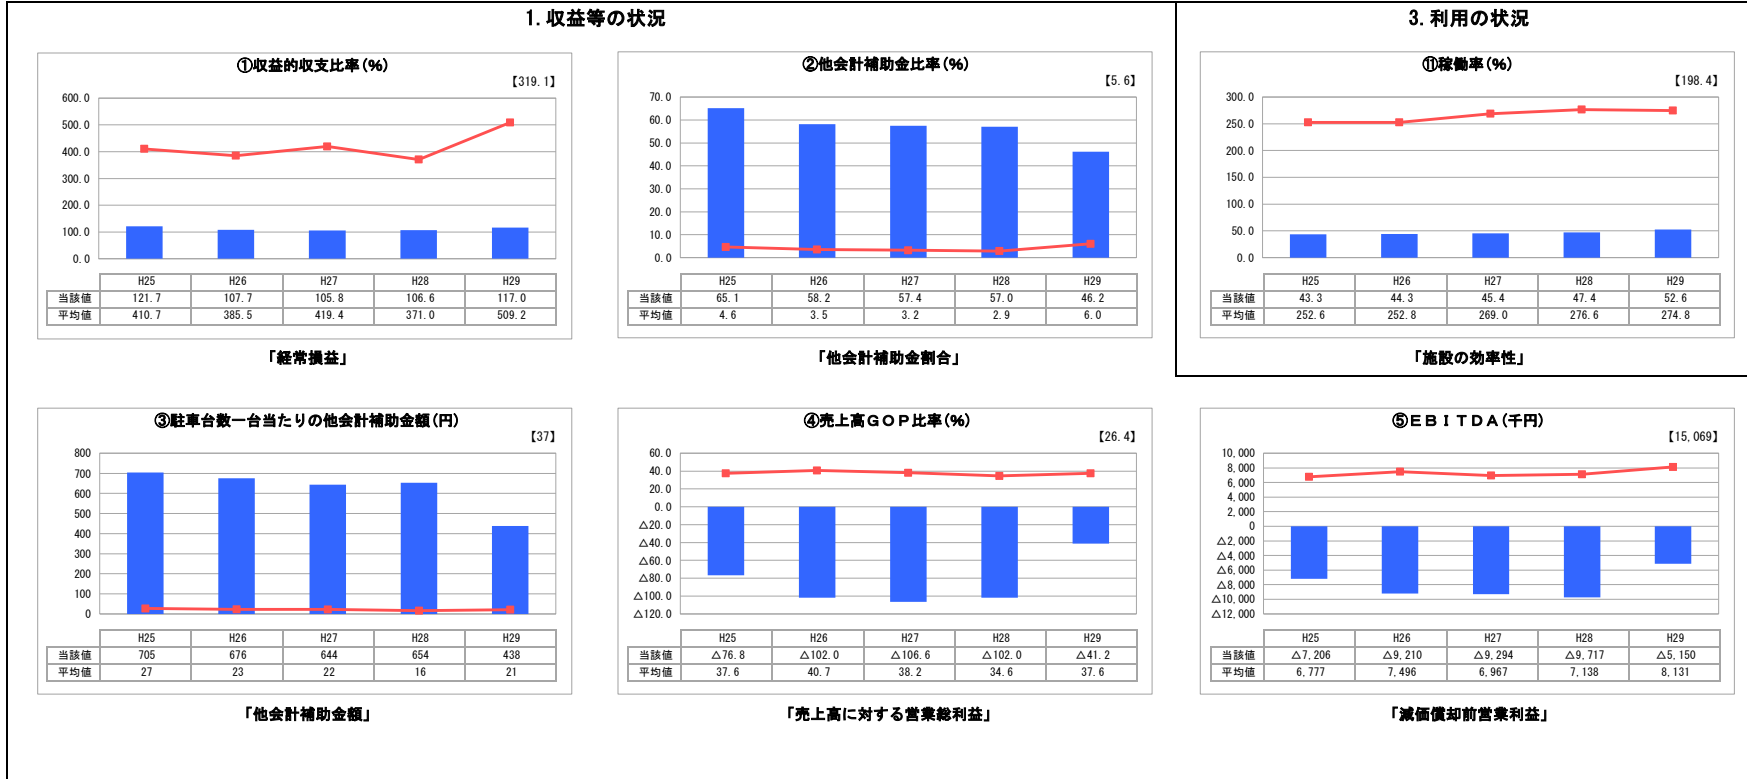 1. 収益等の状況
3. 利用の状況
①収益的収支比率(%)
【319.1】
600.0
500.0
400.0
300.0
200.0
100.0
0.0
H25 H26 H27 H28 H29
当該値 121.7 107.7 105.8 106.6 117.0
平均値 410.7 385.5 419.4 371.0 509.2
「経常損益」
②他会計補助金比率(%)
【5.6】
70.0
60.0
50.0
40.0
30.0
20.0
10.0
0.0
H25 H26 H27 H28 H29
当該値 65.1 58.2 57.4 57.0 46.2
平均値 4.6 3.5 3.2 2.9 6.0
「他会計補助金割合」
⑪稼働率(%)
【198.4】
300.0
250.0
200.0
150.0
100.0
50.0
0.0
H25 H26 H27 H28 H29
当該値 43.3 44.3 45.4 47.4 52.6
平均値 252.6 252.8 269.0 276.6 274.8
「施設の効率性」
③駐車台数一台当たりの他会計補助金額(円)
【37】
800
700
600
500
400
300
200
100
0
H25 H26 H27 H28 H29
当該値 705 676 644 654 438
平均値 27 23 22 16 21
「他会計補助金額」
④売上高ＧＯＰ比率(%)
【26.4】
60.0
40.0
20.0
0.0
△20.0
△40.0
△60.0
△80.0
△100.0
△120.0
H25 H26 H27 H28 H29
当該値 △76.8 △102.0 △106.6 △102.0 △41.2
平均値 37.6 40.7 38.2 34.6 37.6
「売上高に対する営業総利益」
⑤ＥＢＩＴＤＡ(千円)
【15,069】
10,000
8,000
6,000
4,000
2,000
0
△2,000
△4,000
△6,000
△8,000
△10,000
△12,000
H25 H26 H27 H28 H29
当該値 △7,206 △9,210 △9,294 △9,717 △5,150
平均値 6,777 7,496 6,967 7,138 8,131
「減価償却前営業利益」